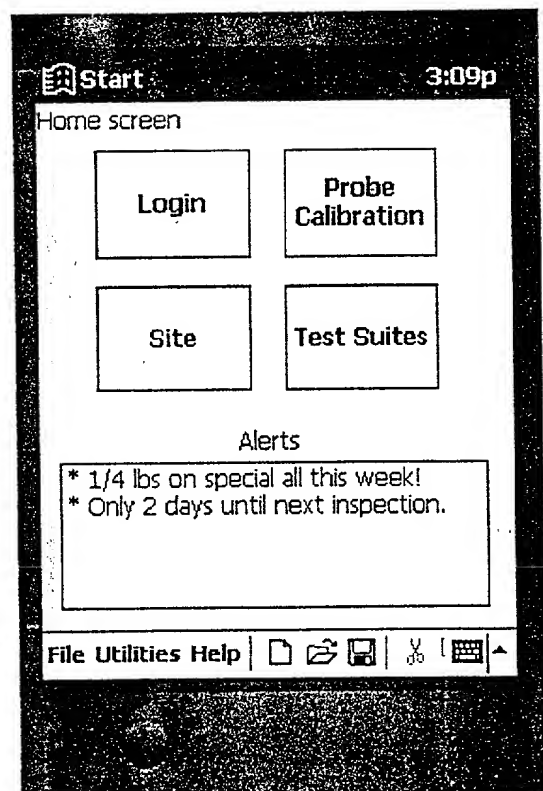 Start 3:09p
Home screen
Login
Probe
Calibration
Site
Test Suites
Alerts
* 1/4 lbs on special all this week!
* Only 2 days until next inspection.
File Utilities Help